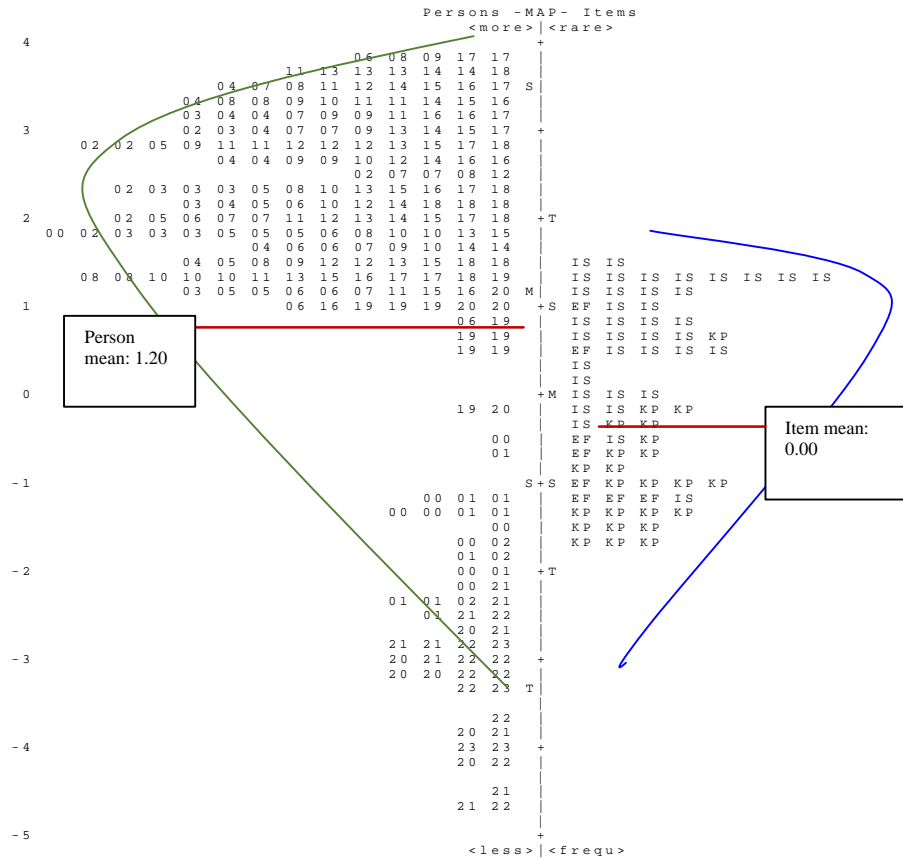 Persons -MAP- Items
<more>|<rare>
4 +
06 08 09 17 17 |
11 13 13 13 14 14 18 |
04 07 08 11 12 14 15 16 17 S|
04 08 08 09 10 11 11 14 15 16 |
03 04 04 07 09 09 11 16 16 17 |
3 02 03 04 07 07 09 13 14 15 17 +
02 02 05 09 11 11 12 12 12 13 15 17 18 |
04 04 09 09 10 12 14 16 16 |
02 07 07 08 12 |
02 03 03 03 05 08 10 13 15 16 17 18 |
03 04 05 06 10 12 14 15 17 18 |
2 02 05 06 07 07 11 12 13 14 15 17 18 +T
00 02 03 03 03 05 05 05 06 08 10 10 13 15 |
04 06 06 07 09 10 14 14 |
04 05 08 09 12 12 13 15 18 18 | IS IS
08 08 10 10 10 11 13 15 16 17 17 18 19 | IS IS IS IS IS IS IS IS
03 05 05 06 06 07 11 15 16 20 M| IS IS IS IS
1 06 16 19 19 19 20 20 +S EF IS IS
06 19 | IS IS IS IS
19 19 | IS IS IS IS KP
19 19 | EF IS IS IS IS
| IS
| IS
0 +M IS IS IS
19 20 | IS IS KP KP
| IS KP KP
00 | EF IS KP
01 | EF KP KP
| KP KP
-1 S+S EF KP KP KP KP
00 01 01 | EF EF EF IS
00 00 01 01 | KP KP KP KP
00 | KP KP KP
00 02 | KP KP KP
01 02 |
-2 00 01 +T
00 21 |
01 01 02 21 |
01 21 22 |
20 21 |
21 21 22 23 |
-3 20 21 22 22 +
20 20 22 22 |
22 23 T|
22 |
20 21 |
-4 23 23 +
20 22 |
21 |
21 22 |
-5 +
<less>|<frequ>
Person
mean: 1.20
Item mean:
0.00